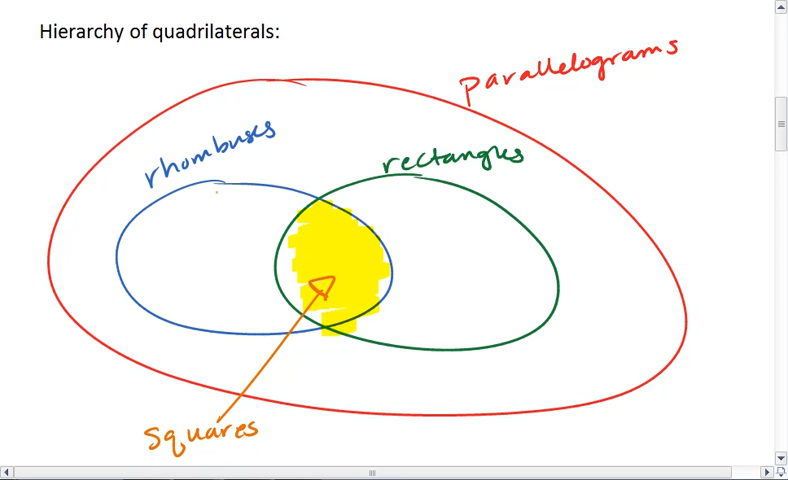 Hierarchy of quadrilaterals:
parallelograms
rhombuses
rectangles
squares